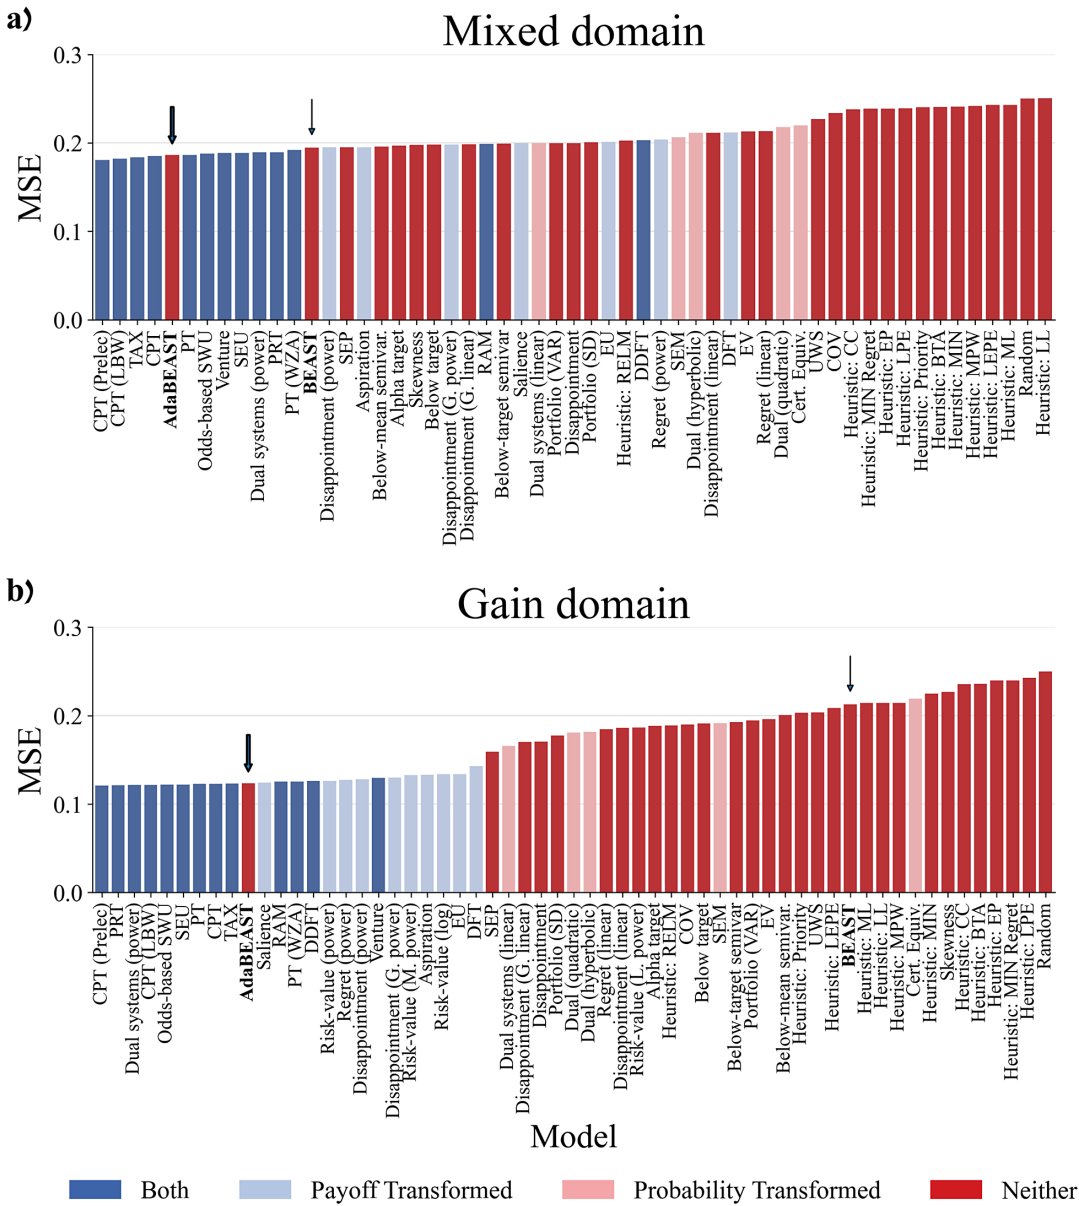 a)
Mixed domain
MSE
0.3
0.2
0.1
0.0
CPT (Prelec)
CPT (LBW)
TAX
CPT
AdaBEAST
PT
Odds-based SWU
Venture
SEU
Dual systems (power)
PRT
PT (WZA)
BEAST
Disappointment (power)
SEP
Aspiration
Below-mean semivar.
Alpha target
Skewness
Below target
Disappointment (G. power)
Disappointment (G. linear)
RAM
Below-target semivar
Salience
Dual systems (linear)
Portfolio (VAR)
Disappointment
Portfolio (SD)
EU
Heuristic: RELM
DDFT
Regret (power)
SEM
Dual (hyperbolic)
Disappointment (linear)
DFT
EV
Regret (linear)
Dual (quadratic)
Cert. Equiv.
UWS
COV
Heuristic: CC
Heuristic: MIN Regret
Heuristic: EP
Heuristic: LPE
Heuristic: Priority
Heuristic: BTA
Heuristic: MIN
Heuristic: MPW
Heuristic: LEPE
Heuristic: ML
Random
Heuristic: LL
b)
Gain domain
MSE
0.3
0.2
0.1
0.0
CPT (Prelec)
PRT
Dual systems (power)
CPT (LBW)
Odds-based SWU
SEU
PT
CPT
TAX
AdaBEAST
Salience
RAM
PT (WZA)
DDFT
Risk-value (power)
Regret (power)
Disappointment (power)
Venture
Disappointment (G. power)
Risk-value (M. power)
Aspiration
Risk-value (log)
EU
DFT
SEP
Dual systems (linear)
Disappointment (G. linear)
Disappointment
Portfolio (SD)
Dual (quadratic)
Dual (hyperbolic)
Regret (linear)
Disappointment (linear)
Risk-value (L. power)
Alpha target
Heuristic: RELM
COV
Below target
SEM
Below-target semivar
Portfolio (VAR)
EV
Below-mean semivar.
Heuristic: Priority
UWS
Heuristic: LEPE
BEAST
Heuristic: ML
Heuristic: LL
Heuristic: MPW
Cert. Equiv.
Heuristic: MIN
Skewness
Heuristic: CC
Heuristic: BTA
Heuristic: EP
Heuristic: MIN Regret
Heuristic: LPE
Random
Model
Both
Payoff Transformed
Probability Transformed
Neither